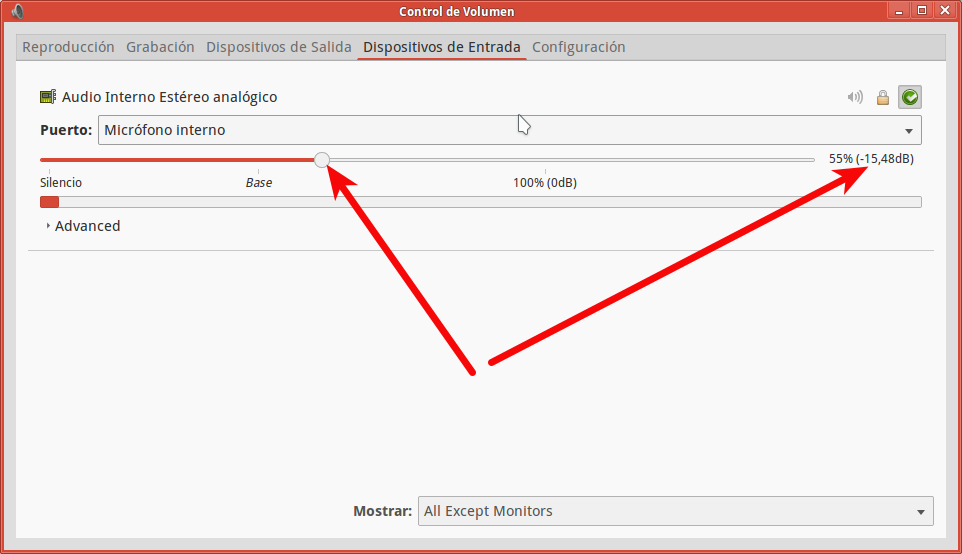 Control de Volumen
Reproducción Grabación Dispositivos de Salida Dispositivos de Entrada Configuración
Audio Interno Estéreo analógico
Puerto: Micrófono interno
55% (-15,48dB)
Silencio Base 100% (0dB)
Advanced
Mostrar: All Except Monitors